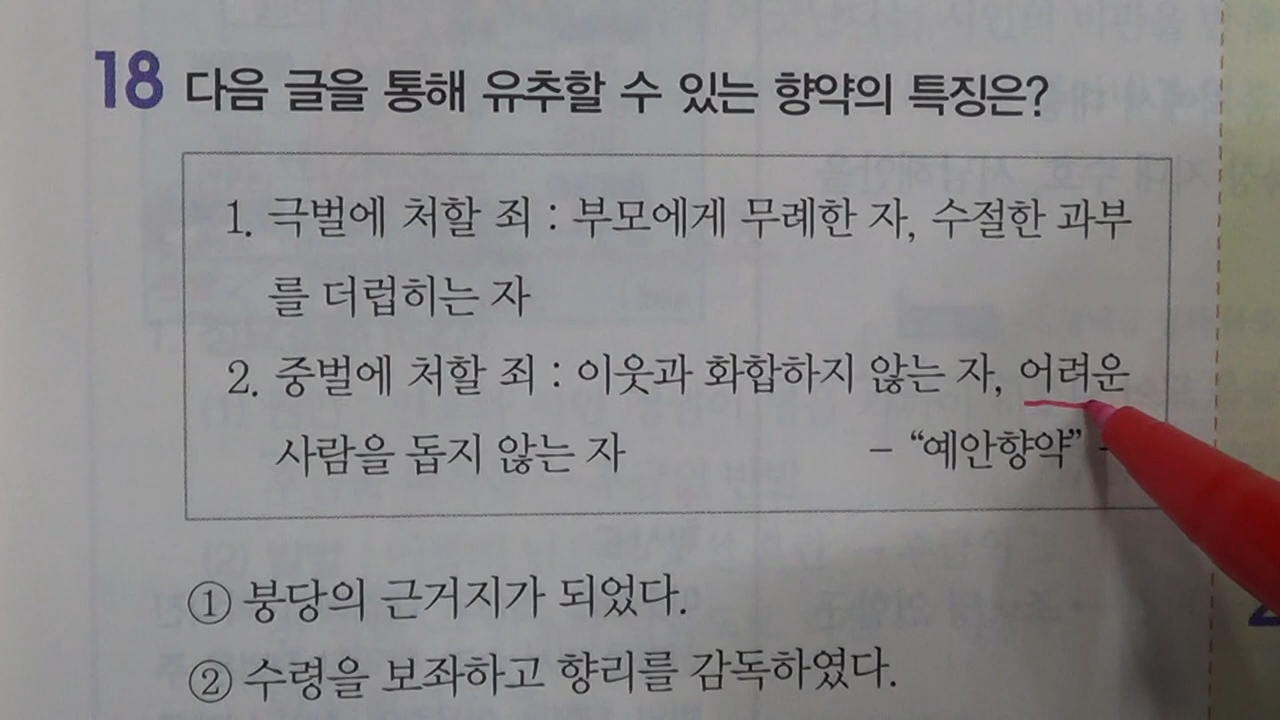 18 다음 글을 통해 유추할 수 있는 향약의 특징은?
1. 극벌에 처할 죄 : 부모에게 무례한 자, 수절한 과부
를 더럽히는 자
2. 중벌에 처할 죄 : 이웃과 화합하지 않는 자, 어려운
사람을 돕지 않는 자 – “예안향약” -
① 붕당의 근거지가 되었다.
② 수령을 보좌하고 향리를 감독하였다.